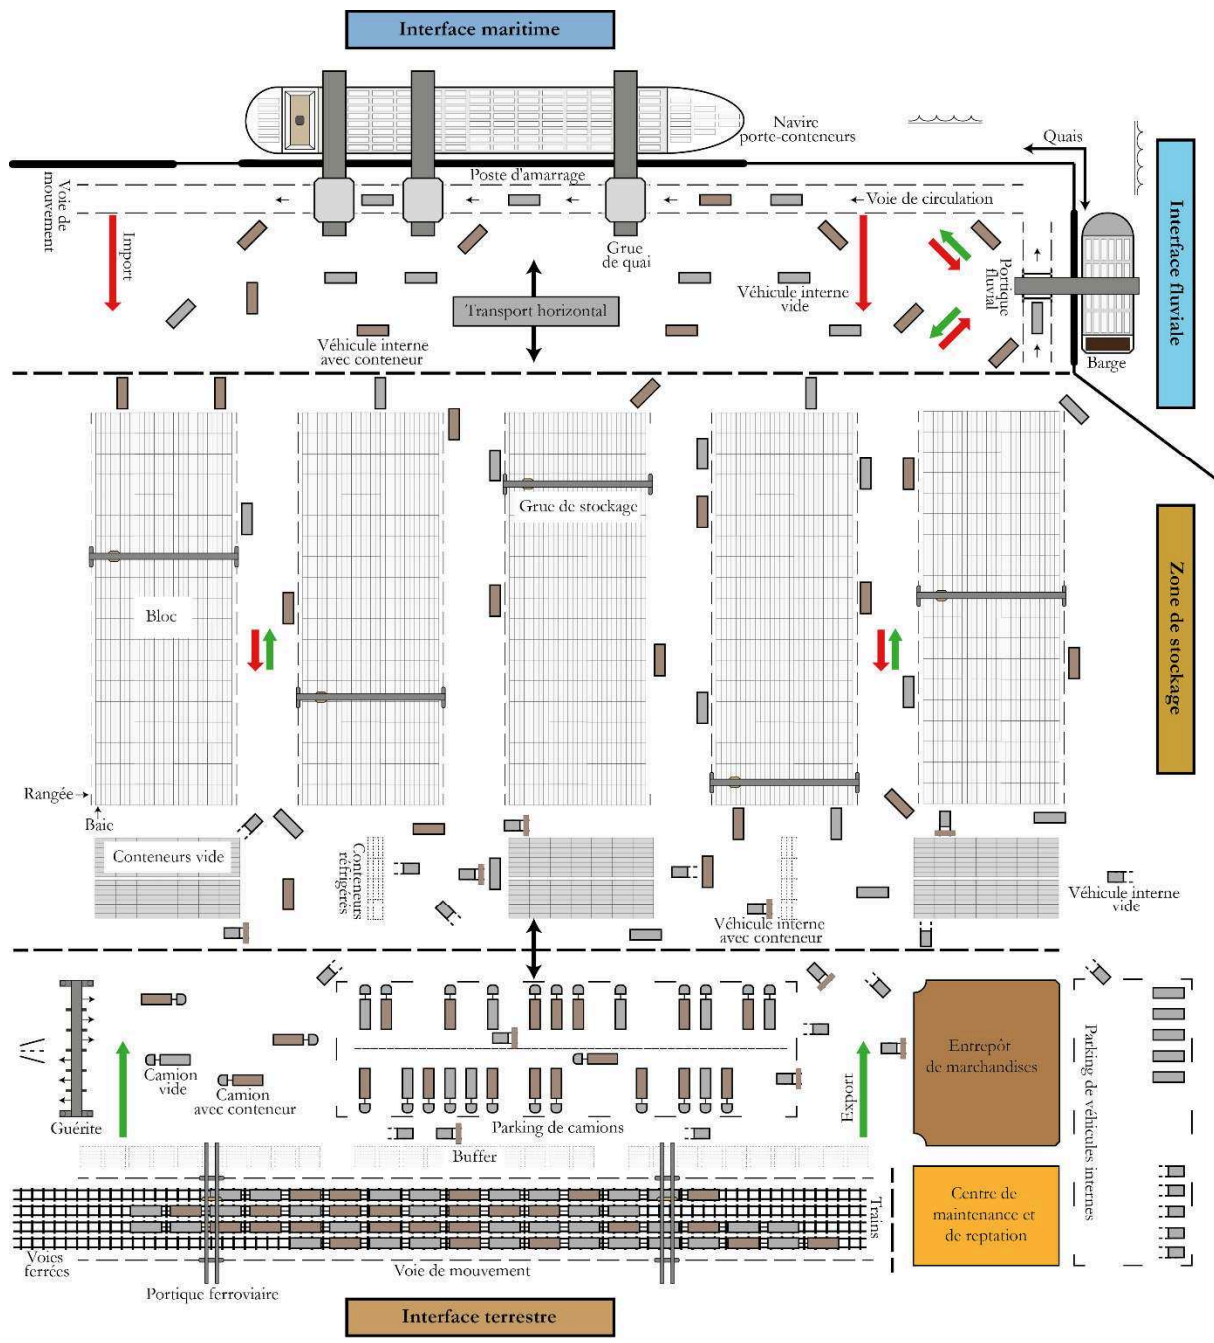 Interface maritime
Navire
porte-conteneurs
Quais
Voie de
mouvement
Poste d'amarrage
Voie de circulation
Import
Grue
de quai
Portique
fluvial
Interface fluviale
Transport horizontal
Véhicule interne
vide
Véhicule interne
avec conteneur
Barge
Grue de stockage
Bloc
Zone de stockage
Rangée
Baie
Conteneurs vide
Conteneurs
réfrigérés
Véhicule interne
avec conteneur
Véhicule interne
vide
Guérite
Camion
vide
Camion
avec conteneur
Parking de camions
Export
Entrepôt
de marchandises
Parking de véhicules internes
Buffer
Trains
Centre de
maintenance et
de reptation
Voies
ferrées
Voie de mouvement
Portique ferroviaire
Interface terrestre